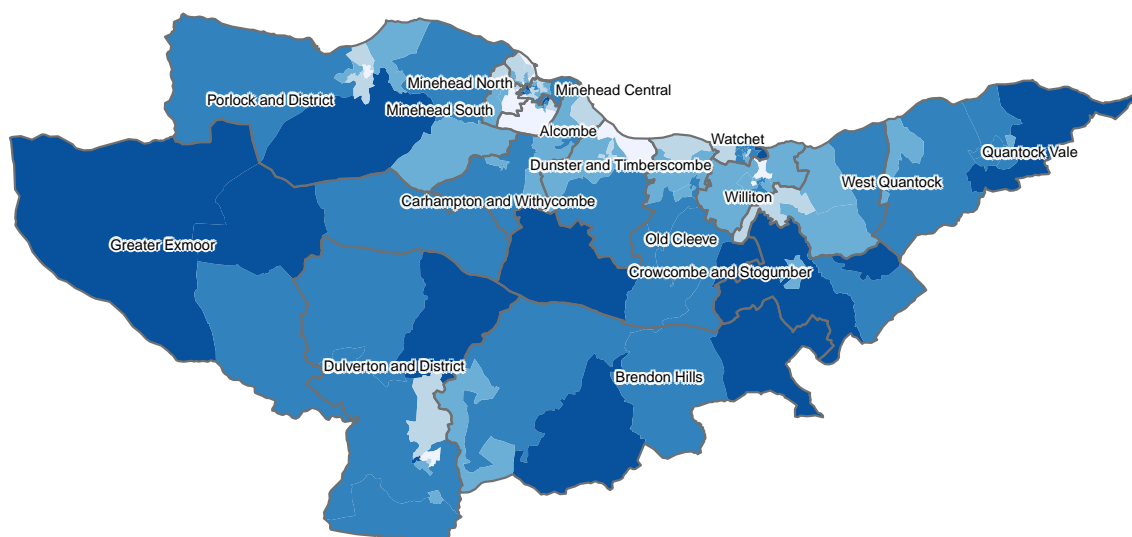 Minehead North
Minehead Central
Porlock and District
Minehead South
Alcombe
Watchet
Quantock Vale
Dunster and Timberscombe
West Quantock
Carhampton and Withycombe
Williton
Greater Exmoor
Old Cleeve
Crowcombe and Stogumber
Dulverton and District
Brendon Hills